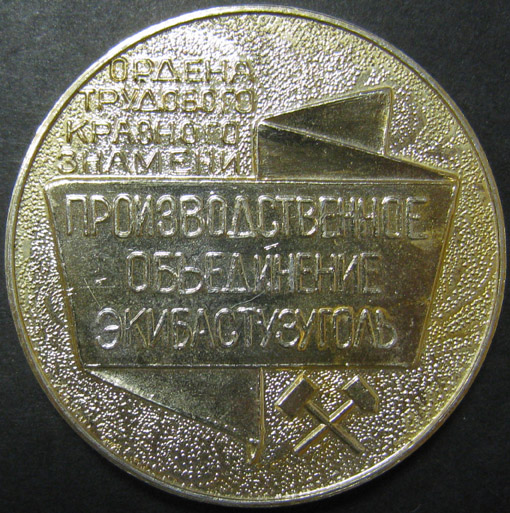 ОРДЕНА
ТРУДОВОГО
КРАСНОГО
ЗНАМЕНИ
ПРОИЗВОДСТВЕННОЕ
ОБЪЕДИНЕНИЕ
ЭКИБАСТУЗУГОЛЬ